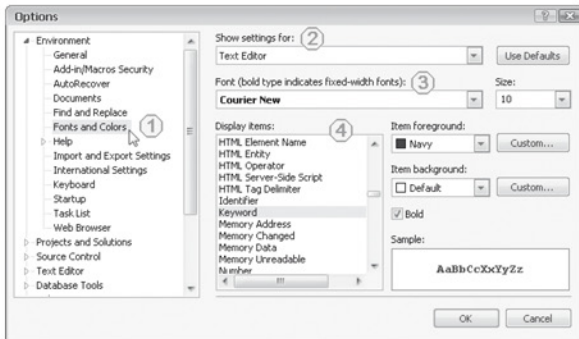 Options
Environment
General
Add-in/Macros Security
AutoRecover
Documents
Find and Replace
Fonts and Colors
1
Help
Import and Export Settings
International Settings
Keyboard
Startup
Task List
Web Browser
Projects and Solutions
Source Control
Text Editor
Database Tools
Show settings for:
2
Text Editor
Use Defaults
Font (bold type indicates fixed-width fonts):
3
Size:
Courier New
10
Display items:
4
HTML Element Name
HTML Entity
HTML Operator
HTML Server-Side Script
HTML Tag Delimiter
Identifier
Keyword
Memory Address
Memory Changed
Memory Data
Memory Unreadable
Number
Item foreground:
Navy
Custom...
Item background:
Default
Custom...
Bold
Sample:
AaBbCcXxYyZz
OK
Cancel